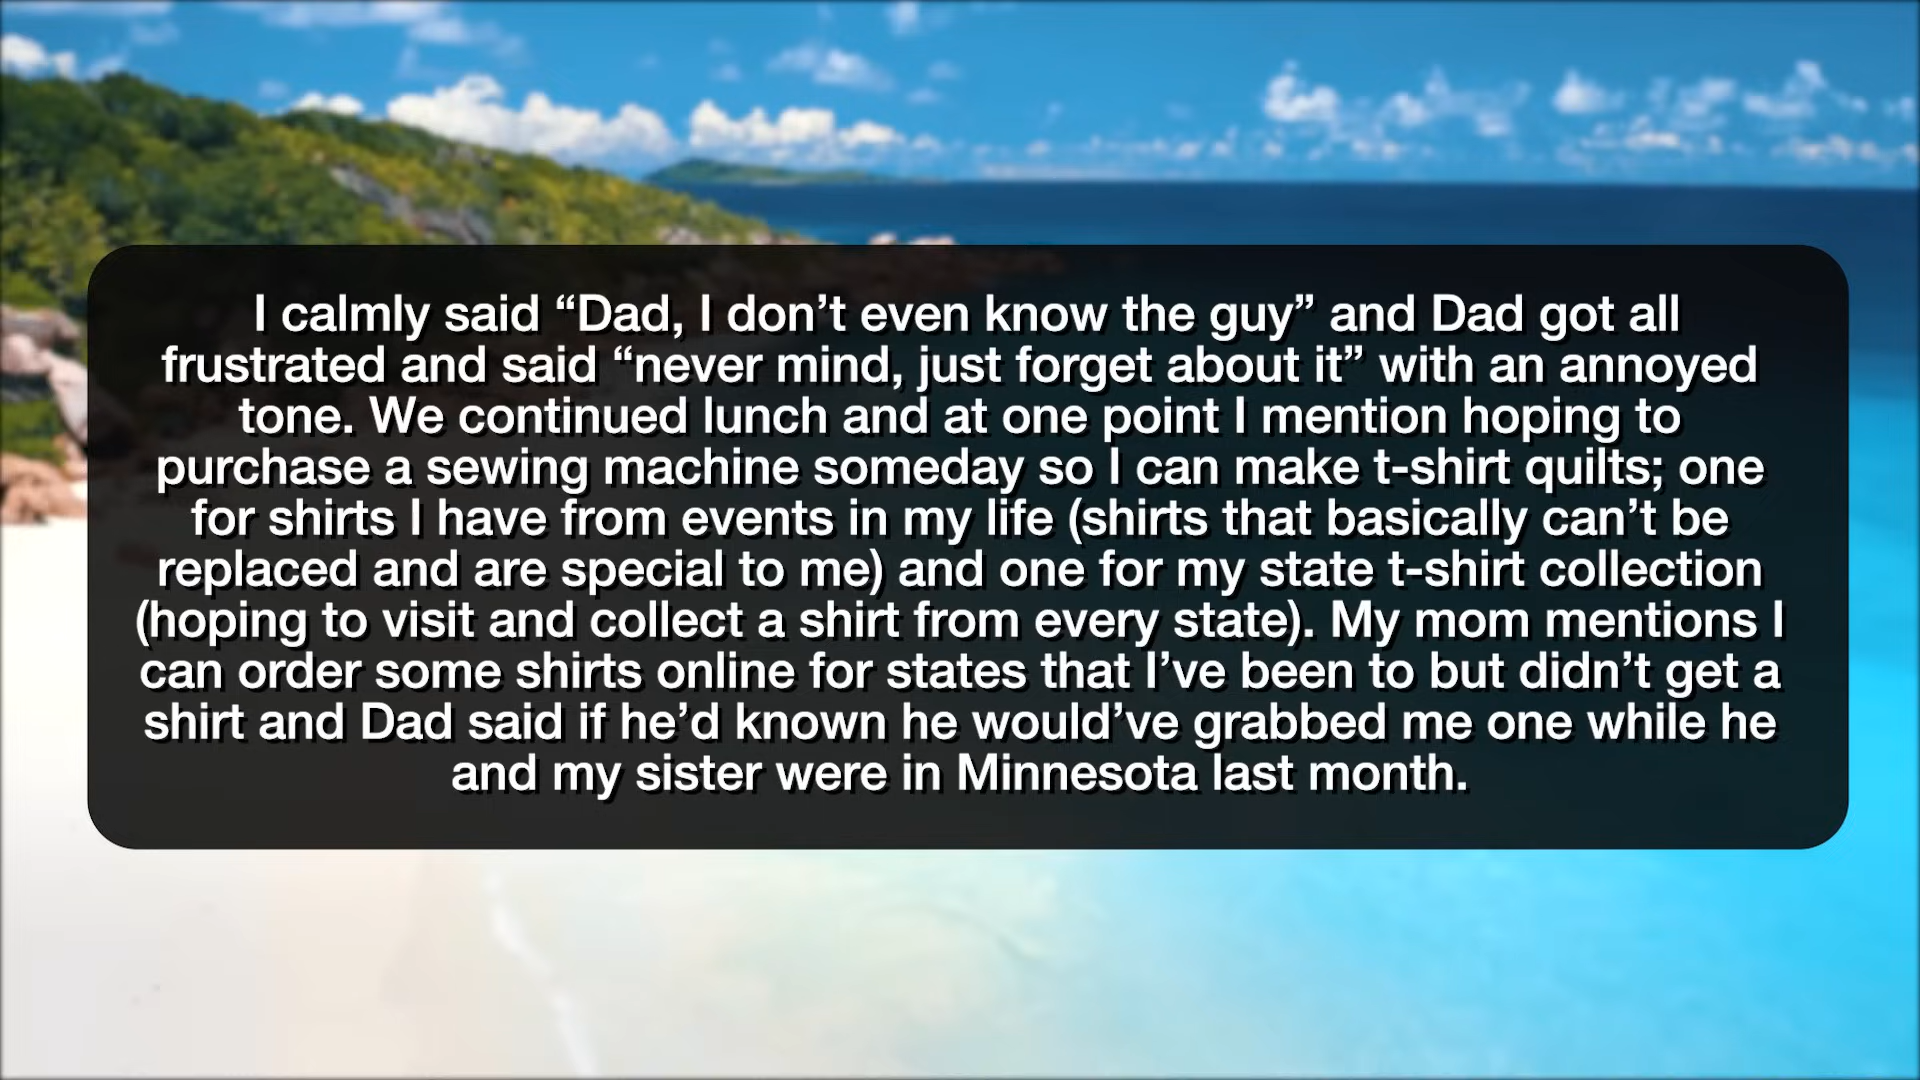 I calmly said “Dad, I don’t even know the guy” and Dad got all
frustrated and said “never mind, just forget about it” with an annoyed
tone. We continued lunch and at one point I mention hoping to
purchase a sewing machine someday so I can make t-shirt quilts; one
for shirts I have from events in my life (shirts that basically can’t be
replaced and are special to me) and one for my state t-shirt collection
(hoping to visit and collect a shirt from every state). My mom mentions I
can order some shirts online for states that I’ve been to but didn’t get a
shirt and Dad said if he’d known he would’ve grabbed me one while he
and my sister were in Minnesota last month.